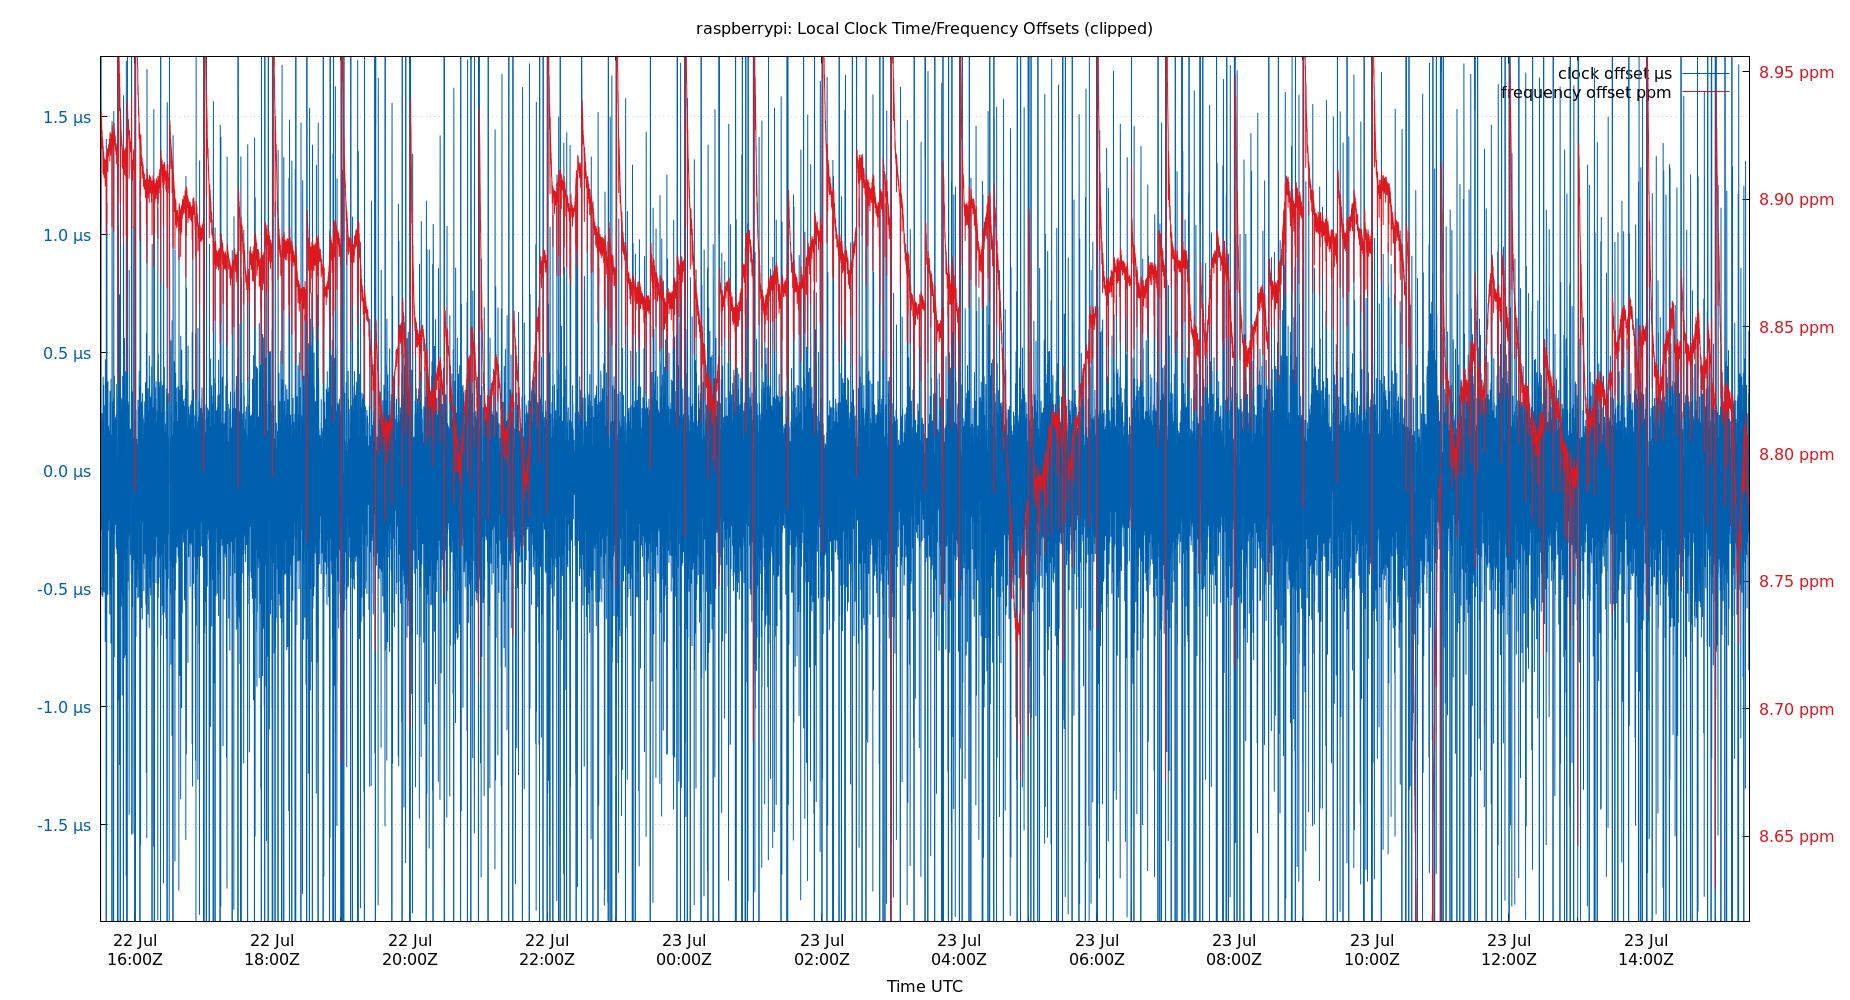 raspberrypi: Local Clock Time/Frequency Offsets (clipped)
clock offset µs
frequency offset ppm
1.5 µs
1.0 µs
0.5 µs
0.0 µs
-0.5 µs
-1.0 µs
-1.5 µs
8.95 ppm
8.90 ppm
8.85 ppm
8.80 ppm
8.75 ppm
8.70 ppm
8.65 ppm
22 Jul 22 Jul 22 Jul 22 Jul 23 Jul 23 Jul 23 Jul 23 Jul 23 Jul 23 Jul 23 Jul 23 Jul
16:00Z 18:00Z 20:00Z 22:00Z 00:00Z 02:00Z 04:00Z 06:00Z 08:00Z 10:00Z 12:00Z 14:00Z
Time UTC